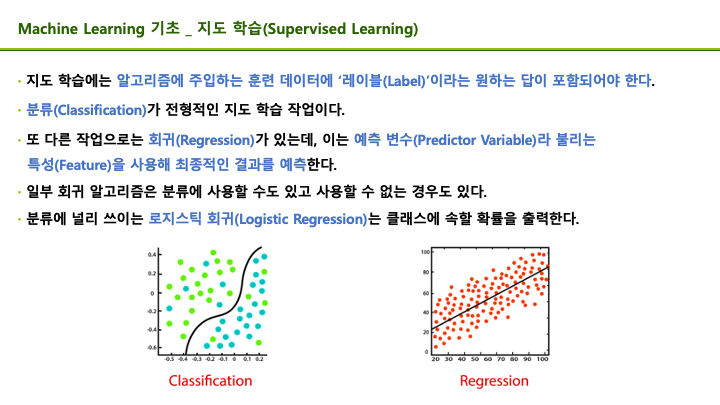 Machine Learning 기초 _ 지도 학습(Supervised Learning)
· 지도 학습에는 알고리즘에 주입하는 훈련 데이터에 ‘레이블(Label)’이라는 원하는 답이 포함되어야 한다.
· 분류(Classification)가 전형적인 지도 학습 작업이다.
· 또 다른 작업으로는 회귀(Regression)가 있는데, 이는 예측 변수(Predictor Variable)라 불리는
특성(Feature)을 사용해 최종적인 결과를 예측한다.
· 일부 회귀 알고리즘은 분류에 사용할 수도 있고 사용할 수 없는 경우도 있다.
· 분류에 널리 쓰이는 로지스틱 회귀(Logistic Regression)는 클래스에 속할 확률을 출력한다.
0.4
0.2
0
-0.2
-0.4
-0.6
-0.5 -0.4 -0.3 -0.2 -0.1 0 0.1 0.2
Classification
100
80
60
40
20
0
20 30 40 50 60 70 80 90 100
Regression